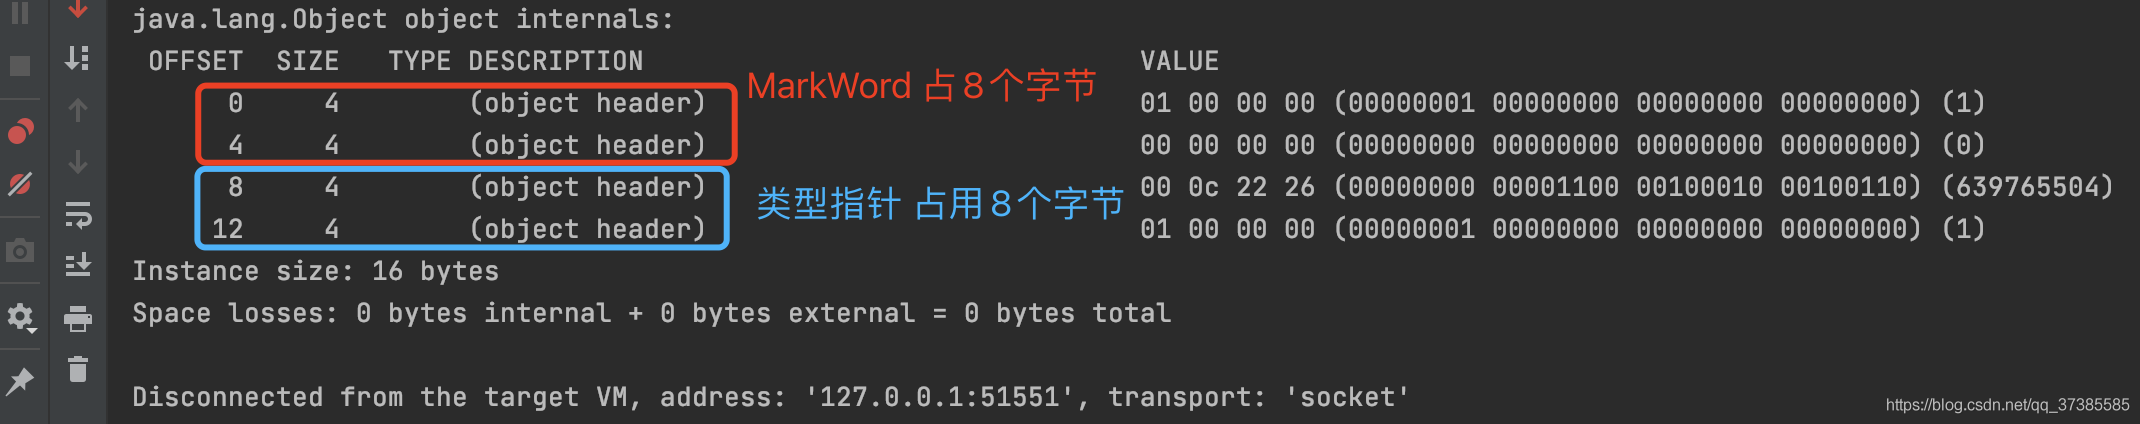 java.lang.Object object internals:
OFFSET SIZE TYPE DESCRIPTION VALUE
0 4 (object header) MarkWord 占8个字节 01 00 00 00 (00000001 00000000 00000000 00000000) (1)
4 4 (object header) 00 00 00 00 (00000000 00000000 00000000 00000000) (0)
8 4 (object header) 类型指针 占用8个字节 00 0c 22 26 (00000000 00001100 00100010 00100110) (639765504)
12 4 (object header) 01 00 00 00 (00000001 00000000 00000000 00000000) (1)
Instance size: 16 bytes
Space losses: 0 bytes internal + 0 bytes external = 0 bytes total
Disconnected from the target VM, address: '127.0.0.1:51551', transport: 'socket'
https://blog.csdn.net/qq_37385585